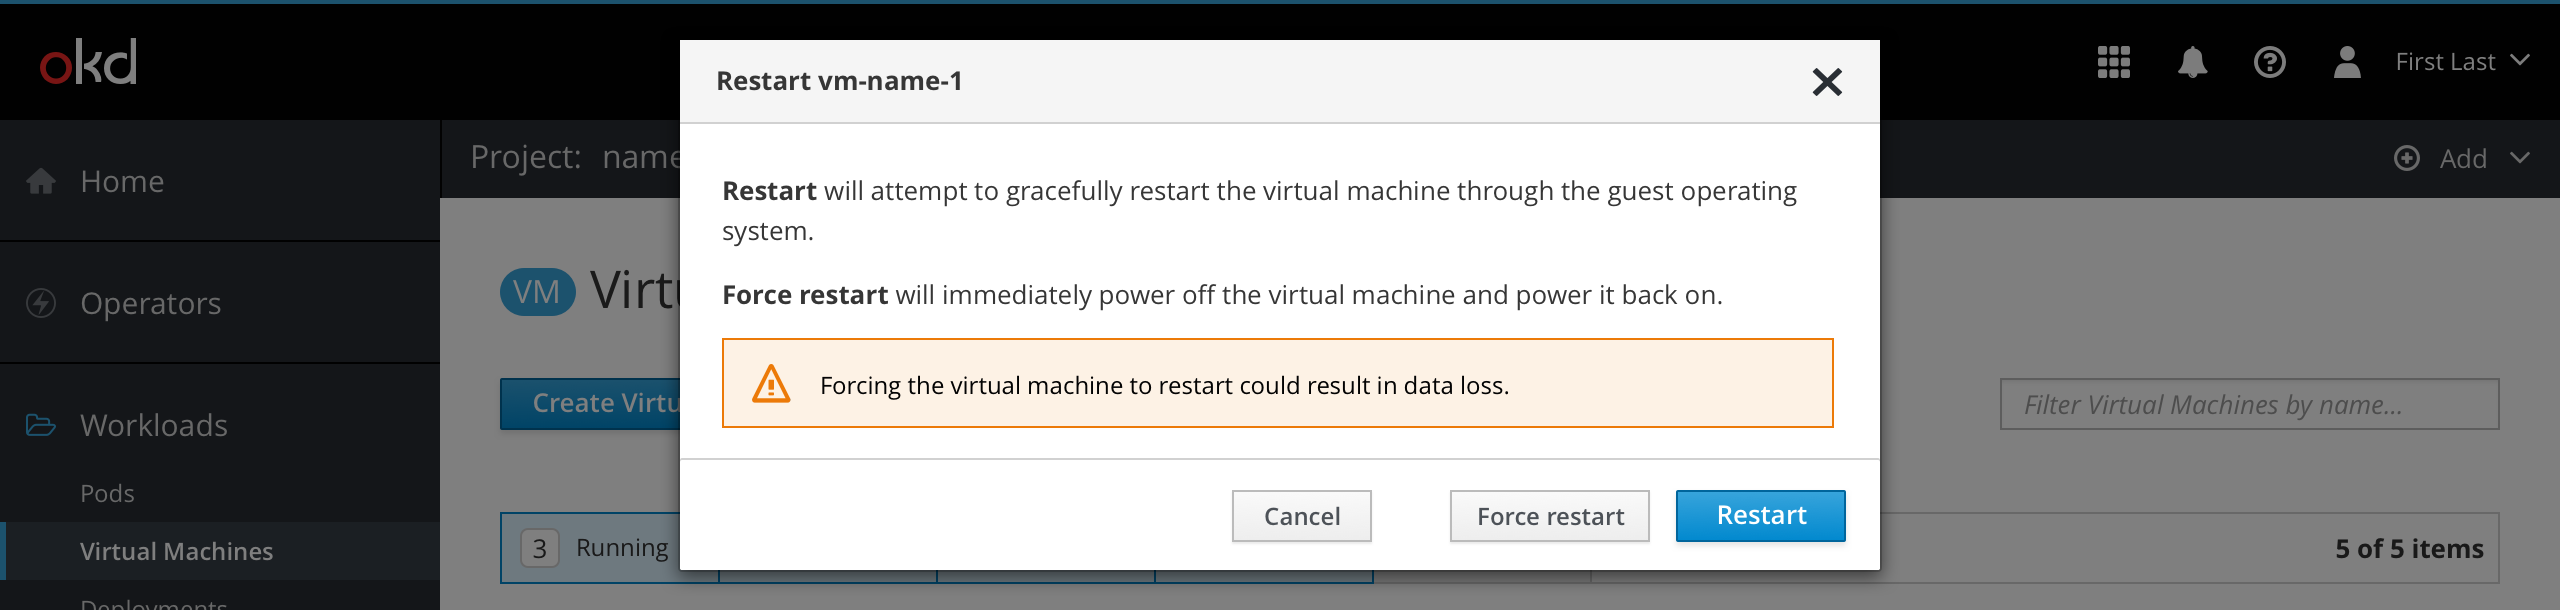 okd
First Last
Home
Operators
Workloads
Pods
Virtual Machines
Deployments
Project: name
Add
VM
Create
Filter Virtual Machines by name...
3 Running
5 of 5 items
Restart vm-name-1
Restart will attempt to gracefully restart the virtual machine through the guest operating
system.
Force restart will immediately power off the virtual machine and power it back on.
Forcing the virtual machine to restart could result in data loss.
Cancel
Force restart
Restart